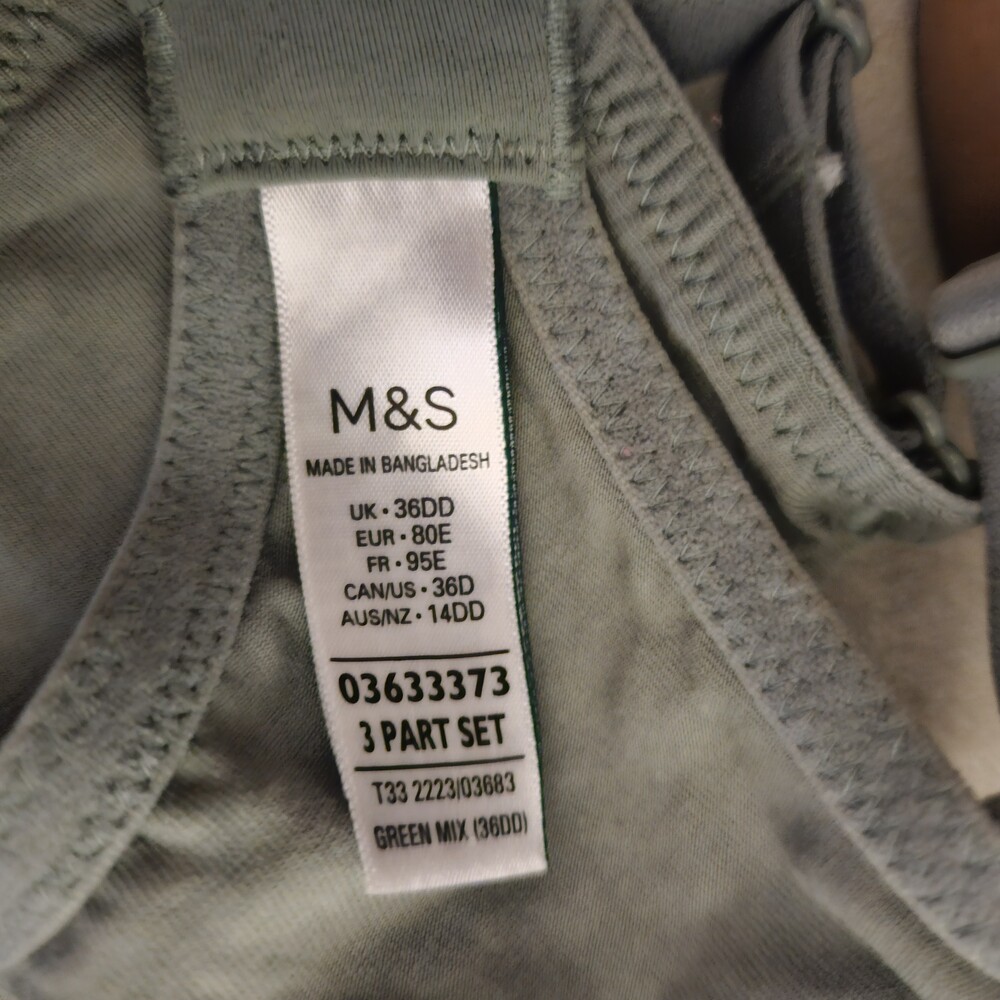 M&S
MADE IN BANGLADESH
UK • 36DD
EUR • 80E
FR • 95E
CAN/US • 36D
AUS/NZ • 14DD
03633373
3 PART SET
T33 2223/03683
GREEN MIX (36DD)